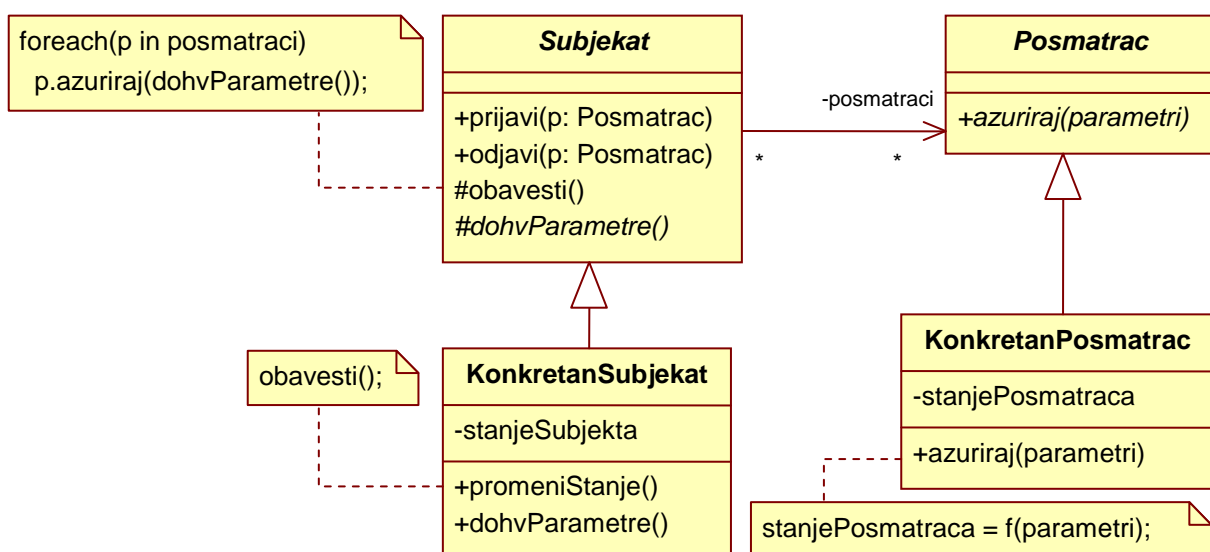 foreach(p in posmatraci)
p.azuriraj(dohvParametre());
Subjekat
+prijavi(p: Posmatrac)
+odjavi(p: Posmatrac)
#obavesti()
#dohvParametre()
-posmatraci
*
*
Posmatrac
+azuriraj(parametri)
obavesti();
KonkretanSubjekat
-stanjeSubjekta
+promeniStanje()
+dohvParametre()
KonkretanPosmatrac
-stanjePosmatraca
+azuriraj(parametri)
stanjePosmatraca = f(parametri);